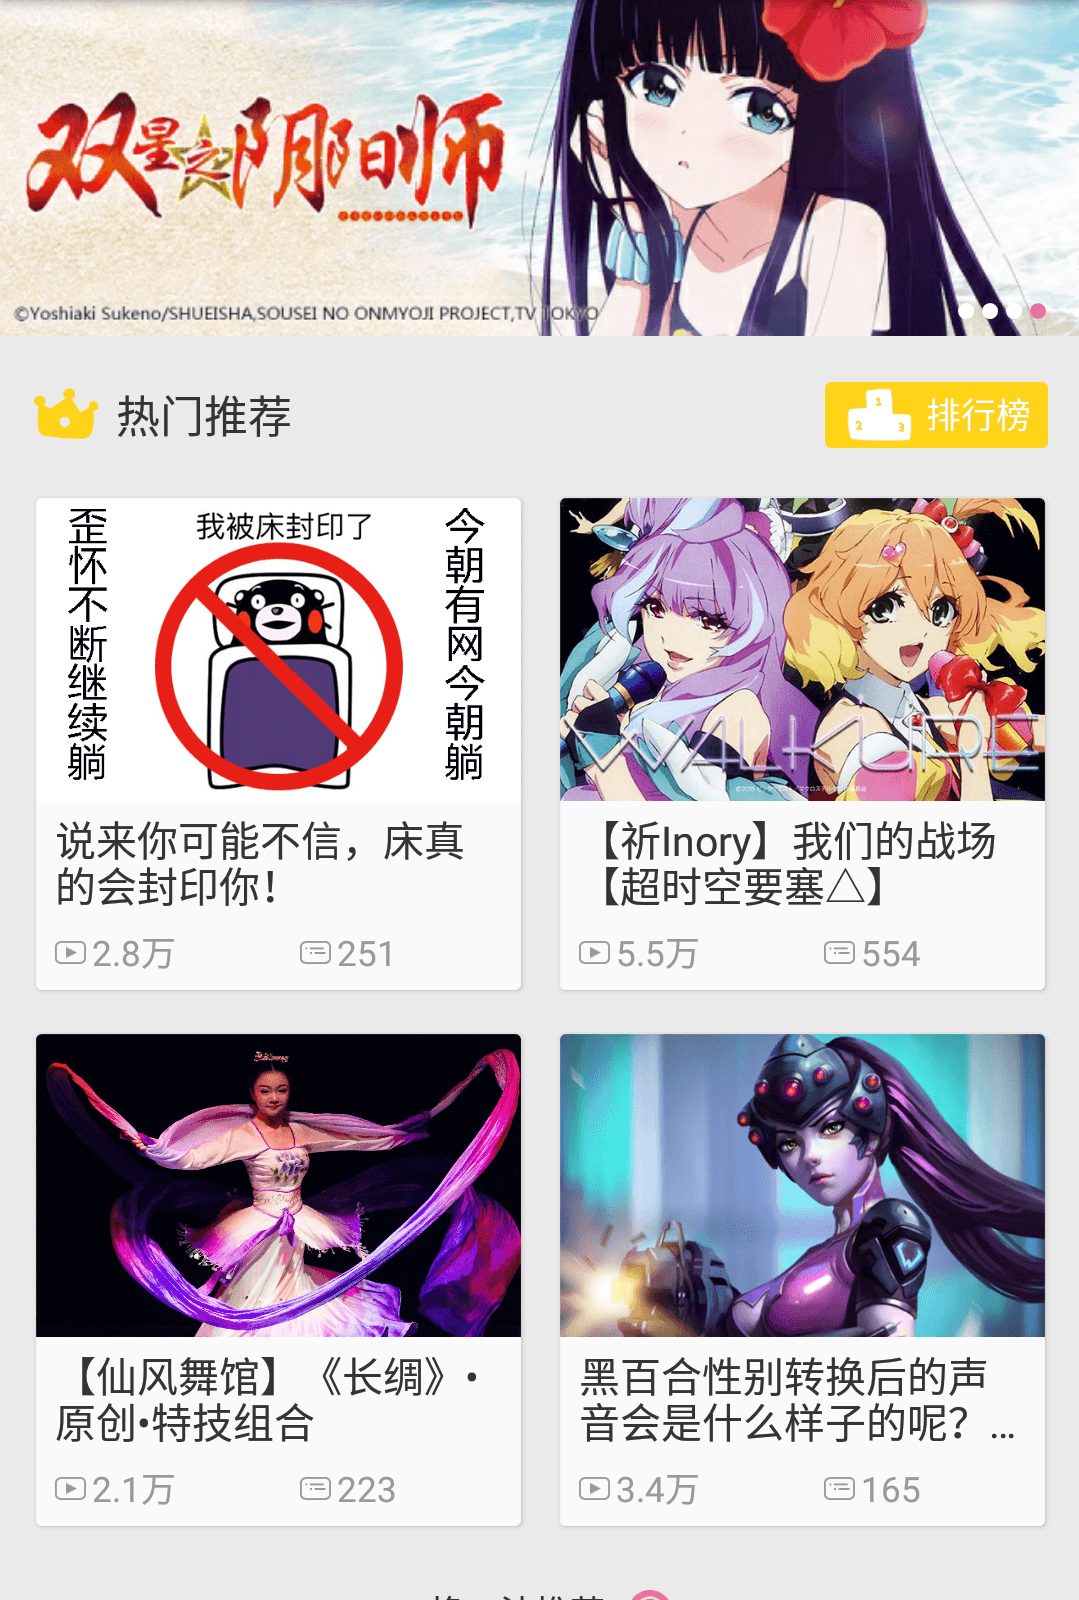 双星之阴阳师
©Yoshiaki Sukeno/SHUEISHA,SOUSEI NO ONMYOJI PROJECT,TV TOKYO
热门推荐
1
2
3
排行榜
歪怀不断继续躺
我被床封印了
今朝有网今朝躺
WALKÜRE
说来你可能不信，床真
的会封印你！
2.8万
251
【祈Inory】我们的战场
【超时空要塞△】
5.5万
554
【仙风舞馆】《长绸》·
原创·特技组合
2.1万
223
黑百合性别转换后的声
音会是什么样子的呢？...
3.4万
165